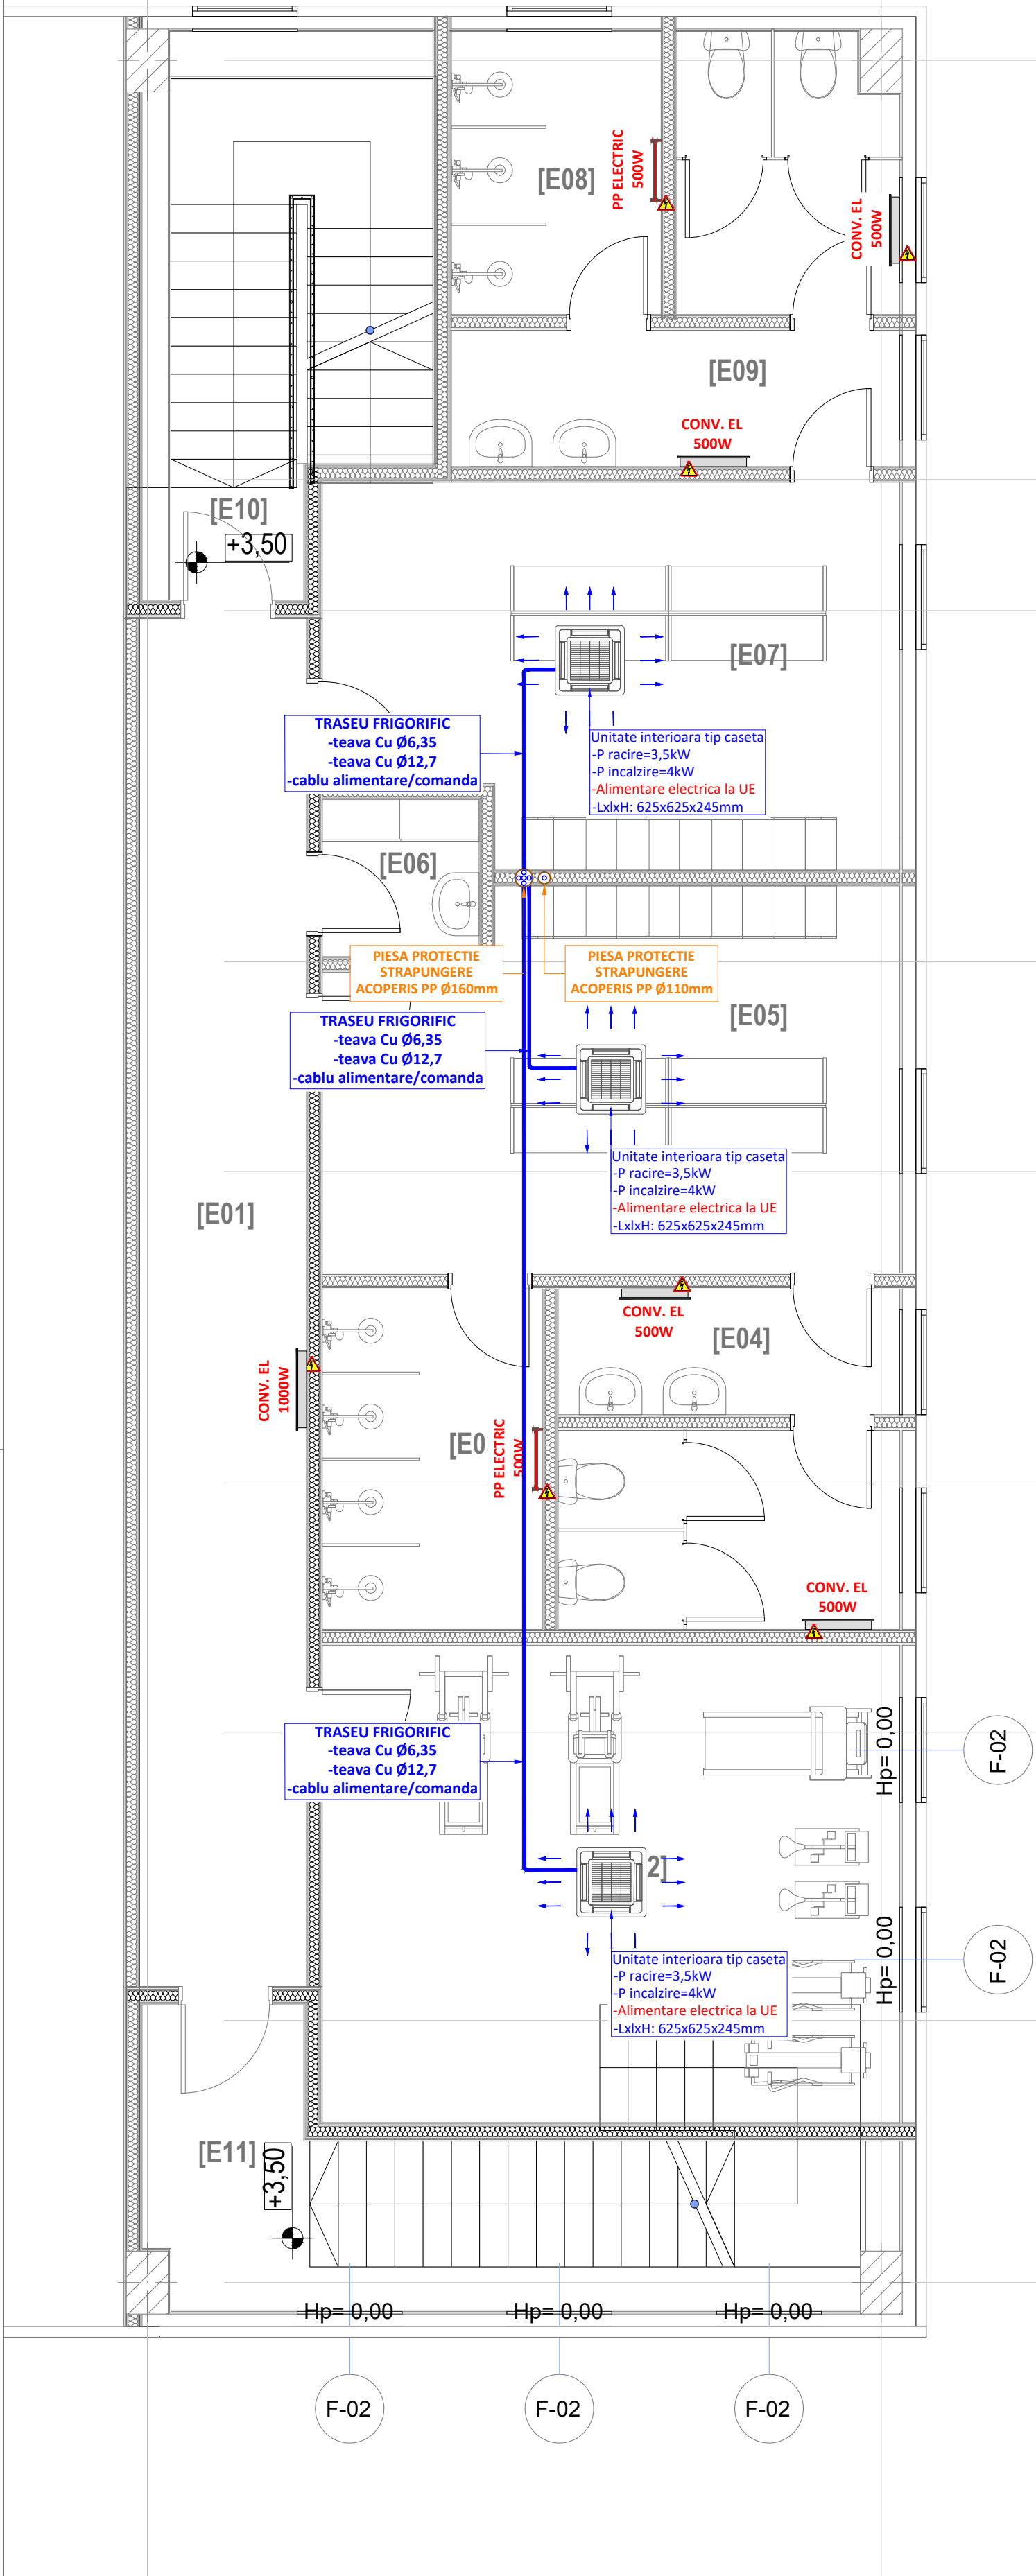 [E08]
PP ELECTRIC
500W
CONV. EL
500W
[E09]
CONV. EL
500W
[E10]
+3,50
[E07]
TRASEU FRIGORIFIC
-teava Cu Ø6,35
-teava Cu Ø12,7
-cablu alimentare/comanda
Unitate interioara tip caseta
-P racire=3,5kW
-P incalzire=4kW
-Alimentare electrica la UE
-LxlxH: 625x625x245mm
[E06]
PIESA PROTECTIE
STRAPUNGERE
ACOPERIS PP Ø160mm
PIESA PROTECTIE
STRAPUNGERE
ACOPERIS PP Ø110mm
[E05]
TRASEU FRIGORIFIC
-teava Cu Ø6,35
-teava Cu Ø12,7
-cablu alimentare/comanda
Unitate interioara tip caseta
-P racire=3,5kW
-P incalzire=4kW
-Alimentare electrica la UE
-LxlxH: 625x625x245mm
[E01]
CONV. EL
500W
[E04]
CONV. EL
1000W
[E0
PP ELECTRIC
500W
CONV. EL
500W
TRASEU FRIGORIFIC
-teava Cu Ø6,35
-teava Cu Ø12,7
-cablu alimentare/comanda
Hp= 0,00
F-02
2]
Hp= 0,00
F-02
Unitate interioara tip caseta
-P racire=3,5kW
-P incalzire=4kW
-Alimentare electrica la UE
-LxlxH: 625x625x245mm
[E11]
+3,50
Hp= 0,00
Hp= 0,00
Hp= 0,00
F-02
F-02
F-02